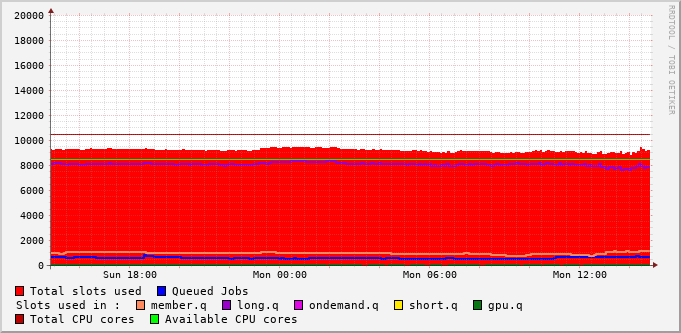 RRDTOOL / TOBI OETIKER
20000
18000
16000
14000
12000
10000
8000
6000
4000
2000
0
Sun 18:00 Mon 00:00 Mon 06:00 Mon 12:00
Total slots used Queued Jobs
Slots used in : member.q long.q ondemand.q short.q gpu.q
Total CPU cores Available CPU cores